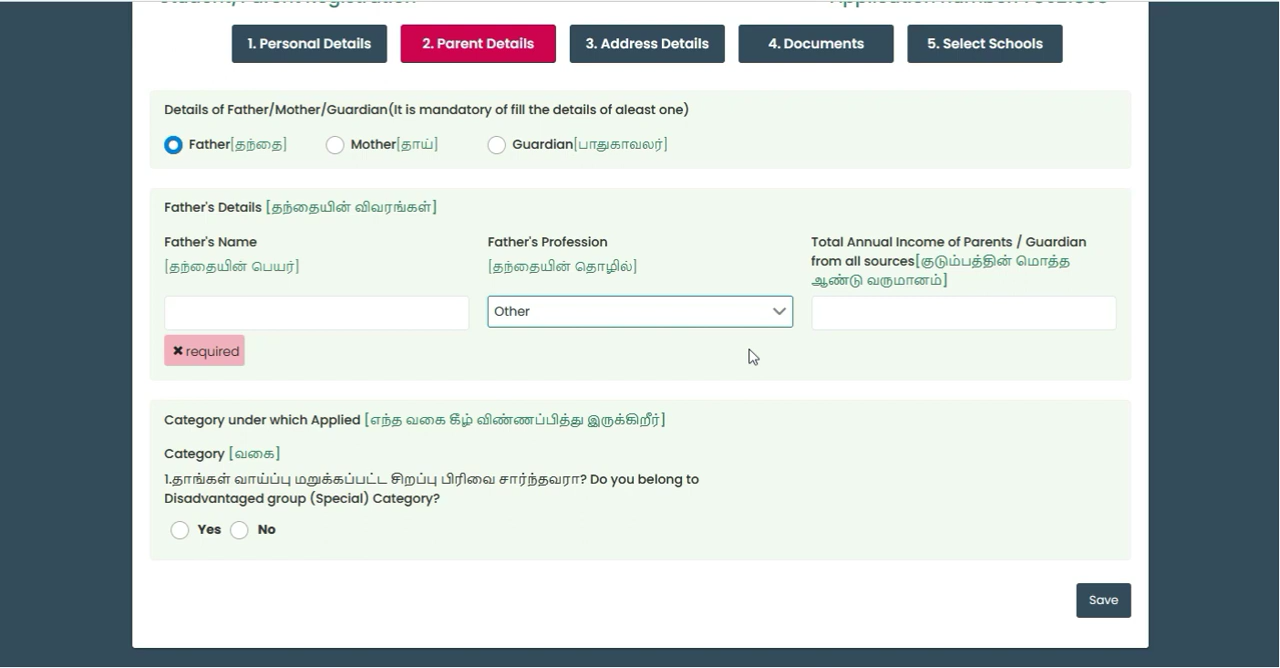 1. Personal Details
2. Parent Details
3. Address Details
4. Documents
5. Select Schools
Details of Father/Mother/Guardian(It is mandatory of fill the details of aleast one)
Father[தந்தை]
Mother[தாய்]
Guardian[பாதுகாவலர்]
Father's Details [தந்தையின் விவரங்கள்]
Father's Name
[தந்தையின் பெயர்]
Father's Profession
[தந்தையின் தொழில்]
Total Annual Income of Parents / Guardian
from all sources[குடும்பத்தின் மொத்த
ஆண்டு வருமானம்]
Other
✖ required
Category under which Applied [எந்த வகை கீழ் விண்ணப்பித்து இருக்கிறீர்]
Category [வகை]
1.தாங்கள் வாய்ப்பு மறுக்கப்பட்ட சிறப்பு பிரிவை சார்ந்தவரா? Do you belong to
Disadvantaged group (Special) Category?
Yes
No
Save